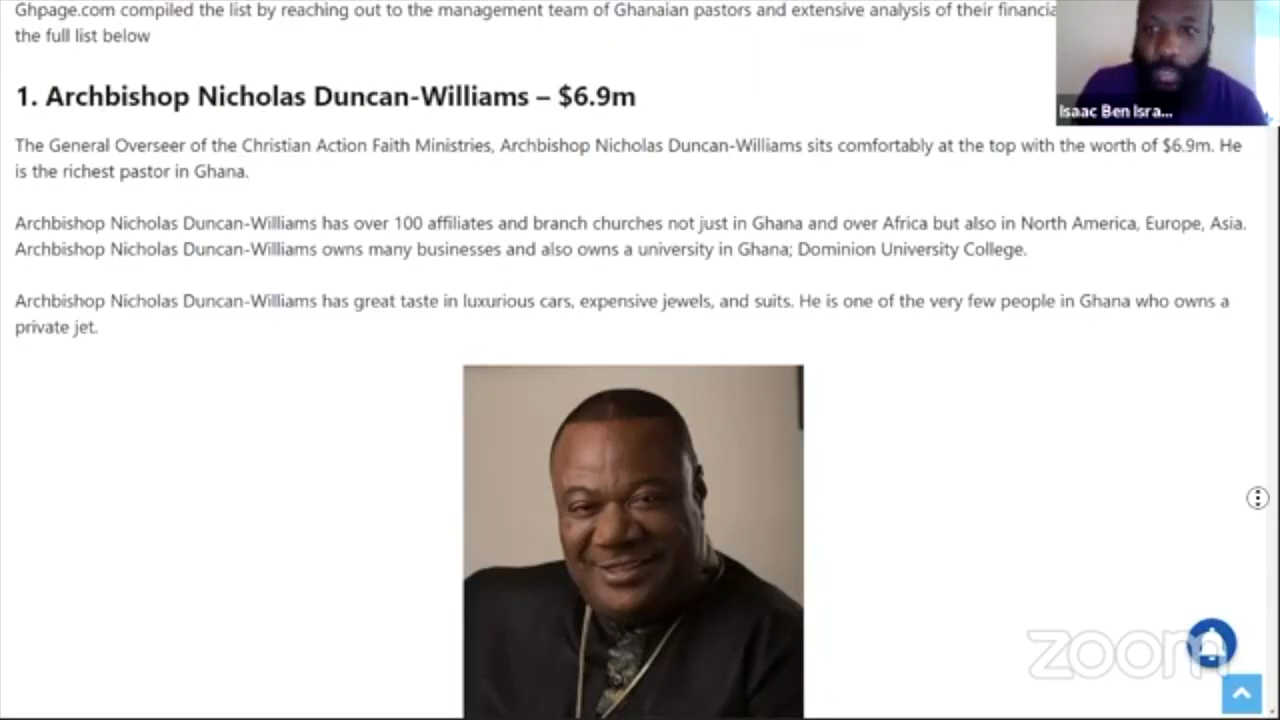 Ghpage.com compiled the list by reaching out to the management team of Ghanaian pastors and extensive analysis of their
the full list below
Isaac Ben Isra...
1. Archbishop Nicholas Duncan-Williams – $6.9m
The General Overseer of the Christian Action Faith Ministries, Archbishop Nicholas Duncan-Williams sits comfortably at the top with the worth of $6.9m. He
is the richest pastor in Ghana.
Archbishop Nicholas Duncan-Williams has over 100 affiliates and branch churches not just in Ghana and over Africa but also in North America, Europe, Asia.
Archbishop Nicholas Duncan-Williams owns many businesses and also owns a university in Ghana; Dominion University College.
Archbishop Nicholas Duncan-Williams has great taste in luxurious cars, expensive jewels, and suits. He is one of the very few people in Ghana who owns a
private jet.
zoom